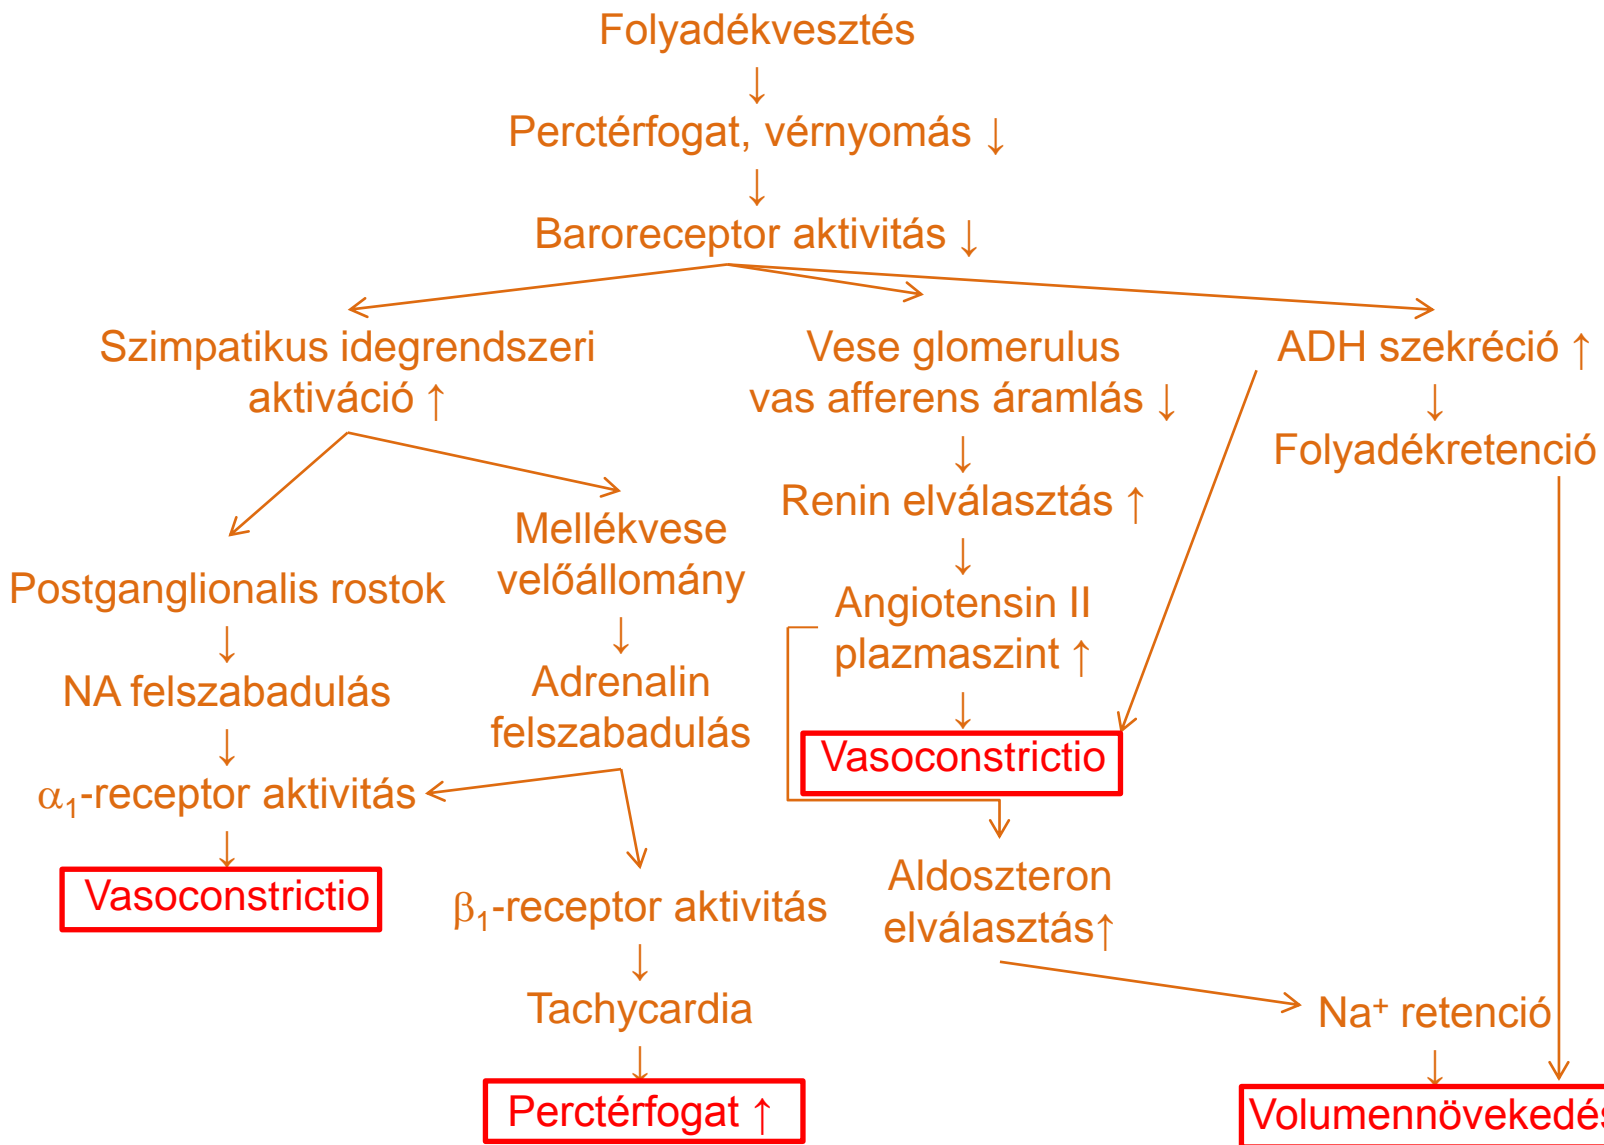 Folyadékvesztés
↓
Perctérfogat, vérnyomás ↓
↓
Baroreceptor aktivitás ↓
Szimpatikus idegrendszeri
aktiváció ↑
Postganglionalis rostok
↓
NA felszabadulás
↓
α₁-receptor aktivitás
↓
Vasoconstrictio
Mellékvese
velőállomány
↓
Adrenalin
felszabadulás
β₁-receptor aktivitás
↓
Tachycardia
↓
Perctérfogat ↑
Vese glomerulus
vas afferens áramlás ↓
↓
Renin elválasztás ↑
↓
Angiotensin II
plazmaszint ↑
↓
Vasoconstrictio
Aldoszteron
elválasztás↑
ADH szekréció ↑
↓
Folyadékretenció
Na⁺ retenció
↓
Volumennövekedés